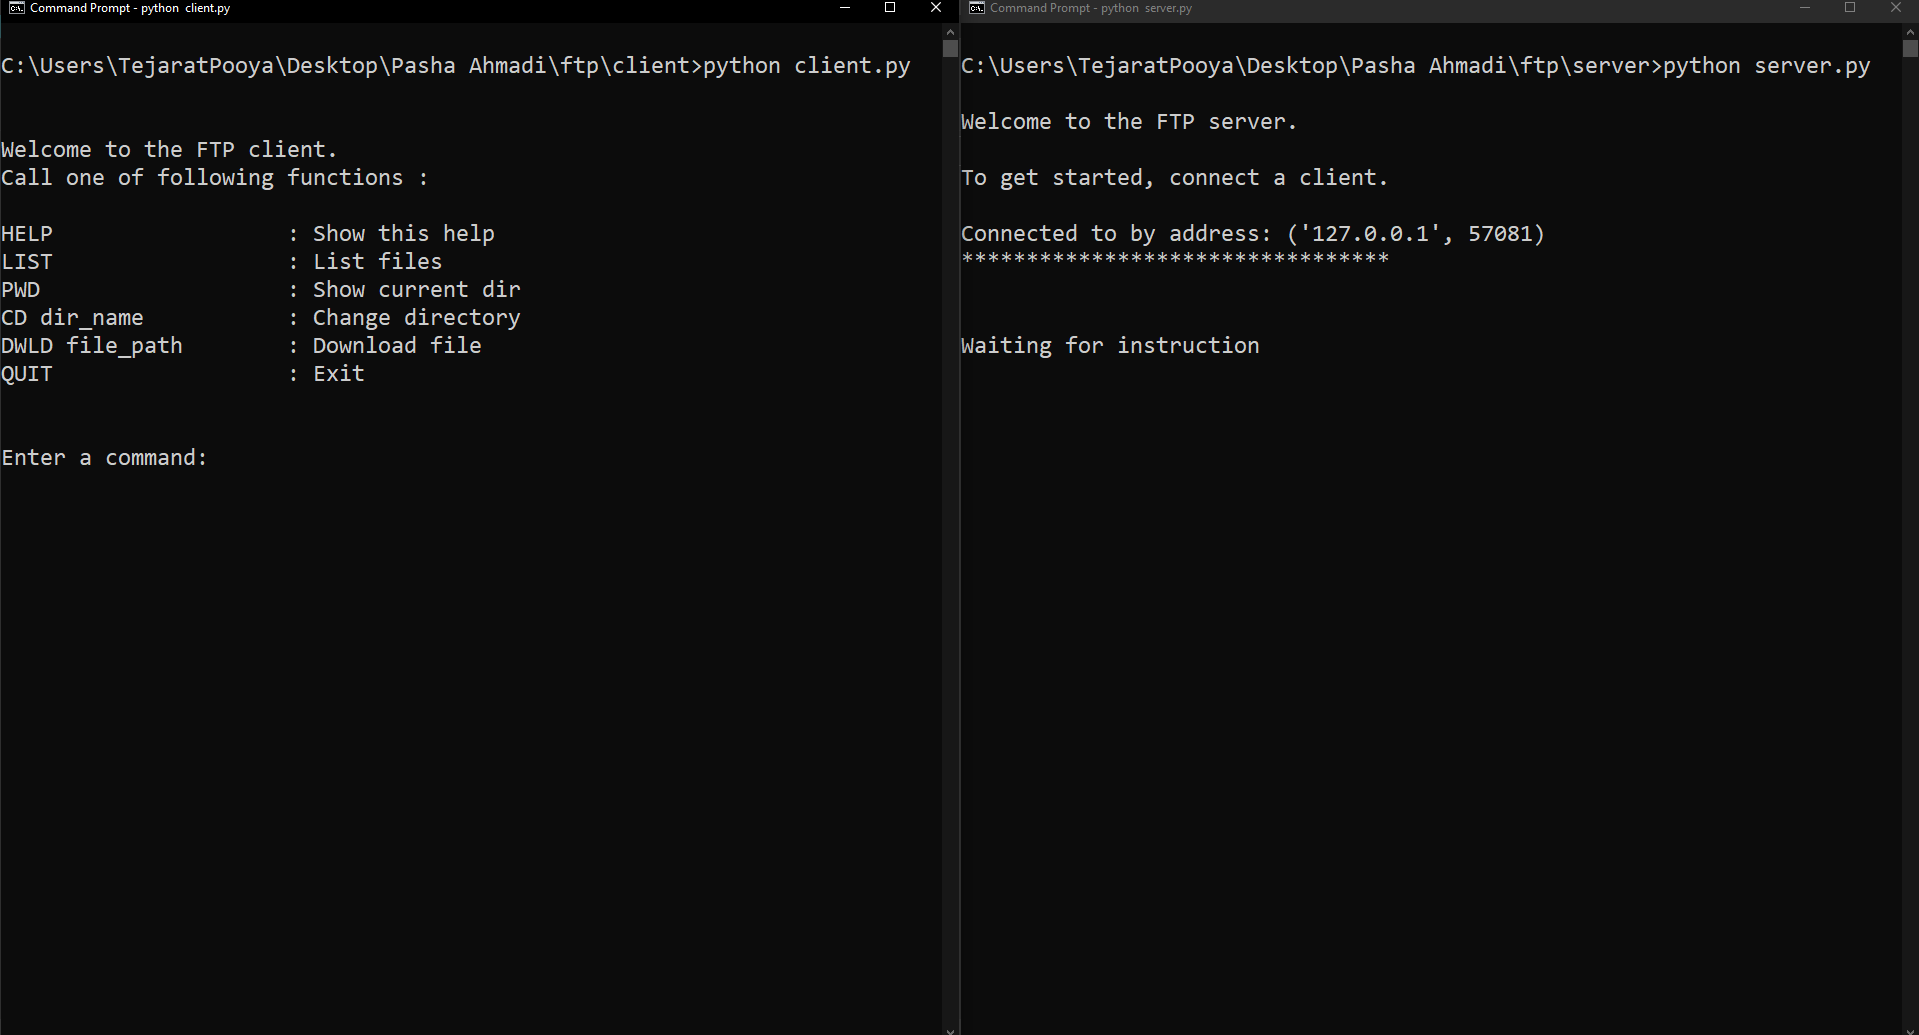 Command Prompt - python  client.py
C:\Users\TejaratPooya\Desktop\Pasha Ahmadi\ftp\client>python client.py
Welcome to the FTP client.
Call one of following functions :
HELP                  : Show this help
LIST                  : List files
PWD                   : Show current dir
CD dir_name           : Change directory
DWLD file_path        : Download file
QUIT                  : Exit
Enter a command:
Command Prompt - python  server.py
C:\Users\TejaratPooya\Desktop\Pasha Ahmadi\ftp\server>python server.py
Welcome to the FTP server.
To get started, connect a client.
Connected to by address: ('127.0.0.1', 57081)
*********************************
Waiting for instruction